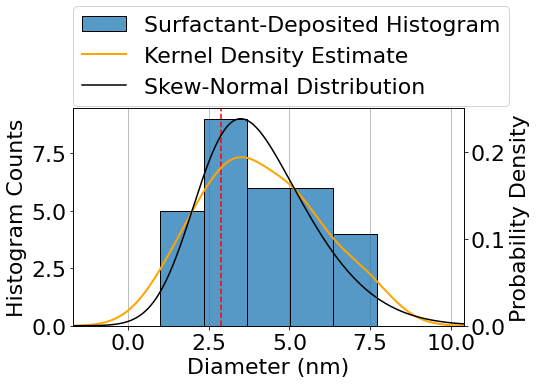 Surfactant-Deposited Histogram
Kernel Density Estimate
Skew-Normal Distribution
Histogram Counts
7.5
5.0
2.5
0.0
0.2
0.1
0.0
Probability Density
0.0 2.5 5.0 7.5 10.0
Diameter (nm)